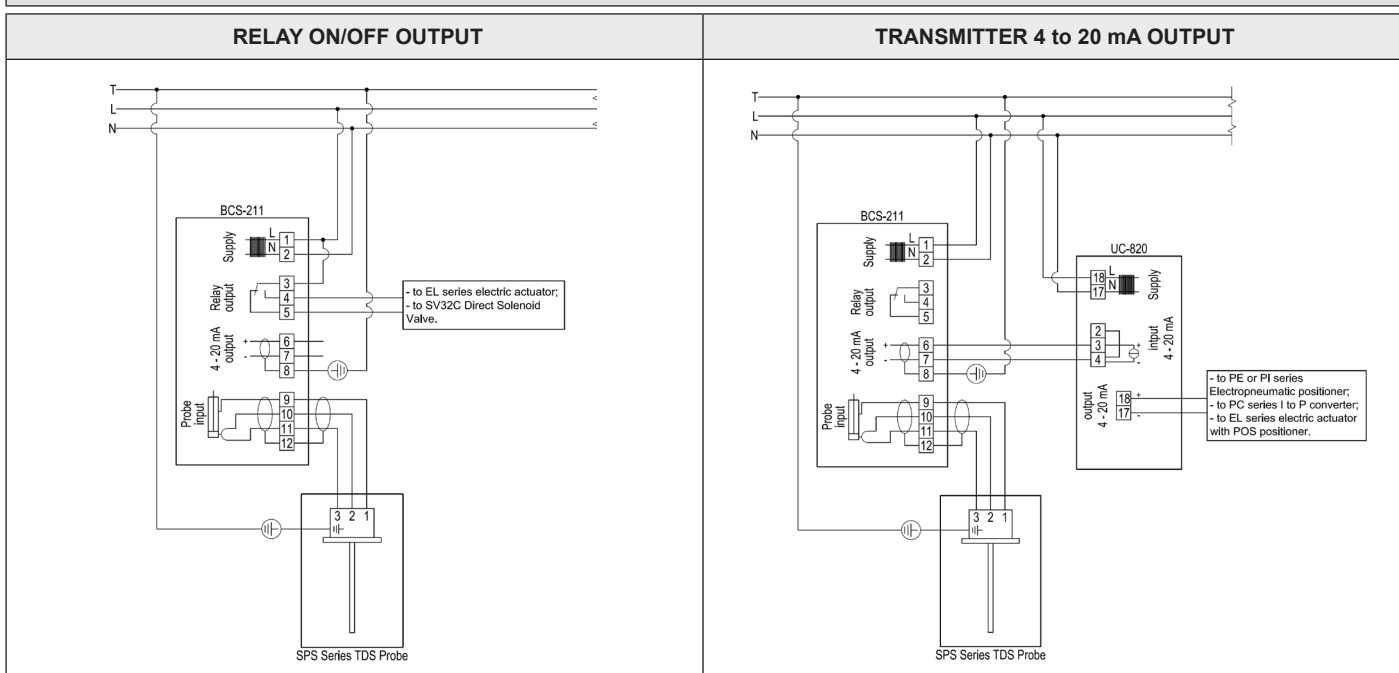 RELAY ON/OFF OUTPUT
T
L
N
BCS-211
Supply
L
N
1
2
Relay
output
3
4
5
- to EL series electric actuator;
- to SV32C Direct Solenoid
Valve.
4 - 20 mA
output
+
-
6
7
8
Probe
input
9
10
11
12
3 2 1
SPS Series TDS Probe
TRANSMITTER 4 to 20 mA OUTPUT
T
L
N
BCS-211
Supply
L
N
1
2
Relay
output
3
4
5
4 - 20 mA
output
+
-
6
7
8
Probe
input
9
10
11
12
3 2 1
SPS Series TDS Probe
UC-820
18
17
L
N
Supply
2
3
4
+
-
intput
4 - 20 mA
output
4 - 20 mA
18
17
+
-
- to PE or PI series
Electropneumatic positioner;
- to PC series I to P converter;
- to EL series electric actuator
with POS positioner.